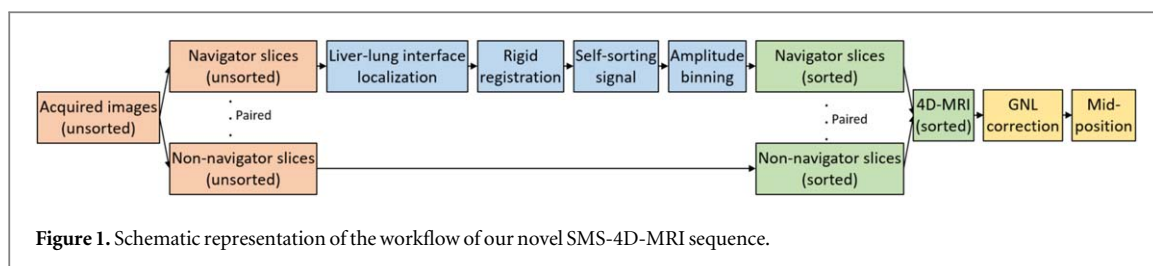 Navigator slices
(unsorted)
Liver-lung interface
localization
Rigid
registration
Self-sorting
signal
Amplitude
binning
Navigator slices
(sorted)
Acquired images
(unsorted)
Paired
Paired
4D-MRI
(sorted)
GNL
correction
Mid-
position
Non-navigator slices
(unsorted)
Non-navigator slices
(sorted)
Figure 1. Schematic representation of the workflow of our novel SMS-4D-MRI sequence.